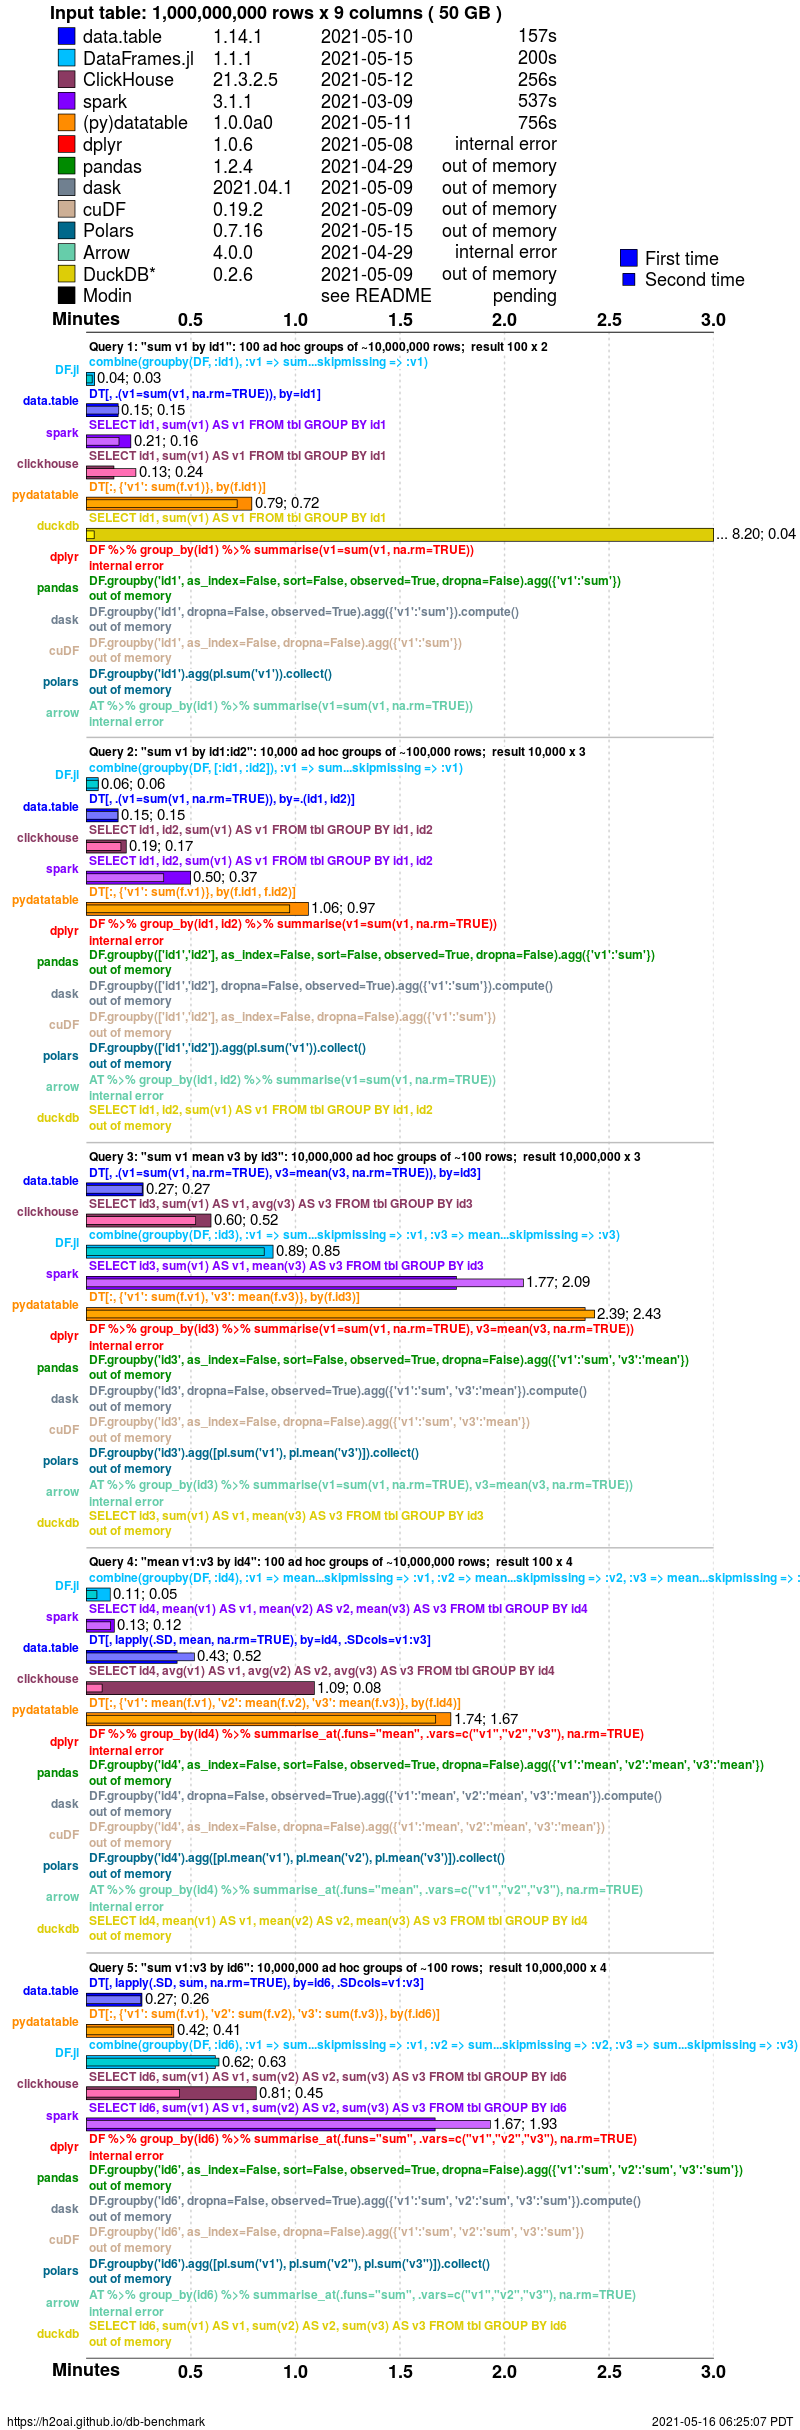 Input table: 1,000,000,000 rows x 9 columns ( 50 GB )
data.table 1.14.1 2021-05-10 157s
DataFrames.jl 1.1.1 2021-05-15 200s
ClickHouse 21.3.2.5 2021-05-12 256s
spark 3.1.1 2021-03-09 537s
(py)datatable 1.0.0a0 2021-05-11 756s
dplyr 1.0.6 2021-05-08 internal error
pandas 1.2.4 2021-04-29 out of memory
dask 2021.04.1 2021-05-09 out of memory
cuDF 0.19.2 2021-05-09 out of memory
Polars 0.7.16 2021-05-15 out of memory
Arrow 4.0.0 2021-04-29 internal error
DuckDB* 0.2.6 2021-05-09 out of memory
Modin see README pending
First time
Second time
Minutes 0.5 1.0 1.5 2.0 2.5 3.0
Query 1: "sum v1 by id1": 100 ad hoc groups of ~10,000,000 rows; result 100 x 2
DF.jl combine(groupby(DF, :id1), :v1 => sum...skipmissing => :v1)
0.04; 0.03
data.table DT[, .(v1=sum(v1, na.rm=TRUE)), by=id1]
0.15; 0.15
spark SELECT id1, sum(v1) AS v1 FROM tbl GROUP BY id1
0.21; 0.16
clickhouse SELECT id1, sum(v1) AS v1 FROM tbl GROUP BY id1
0.13; 0.24
pydatatable DT[:, {'v1': sum(f.v1)}, by(f.id1)]
0.79; 0.72
duckdb SELECT id1, sum(v1) AS v1 FROM tbl GROUP BY id1
... 8.20; 0.04
dplyr DF %>% group_by(id1) %>% summarise(v1=sum(v1, na.rm=TRUE))
internal error
pandas DF.groupby('id1', as_index=False, sort=False, observed=True, dropna=False).agg({'v1':'sum'})
out of memory
dask DF.groupby('id1', dropna=False, observed=True).agg({'v1':'sum'}).compute()
out of memory
cuDF DF.groupby('id1', as_index=False, dropna=False).agg({'v1':'sum'})
out of memory
polars DF.groupby('id1').agg(pl.sum('v1')).collect()
out of memory
arrow AT %>% group_by(id1) %>% summarise(v1=sum(v1, na.rm=TRUE))
internal error
Query 2: "sum v1 by id1:id2": 10,000 ad hoc groups of ~100,000 rows; result 10,000 x 3
DF.jl combine(groupby(DF, [:id1, :id2]), :v1 => sum...skipmissing => :v1)
0.06; 0.06
data.table DT[, .(v1=sum(v1, na.rm=TRUE)), by=.(id1, id2)]
0.15; 0.15
clickhouse SELECT id1, id2, sum(v1) AS v1 FROM tbl GROUP BY id1, id2
0.19; 0.17
spark SELECT id1, id2, sum(v1) AS v1 FROM tbl GROUP BY id1, id2
0.50; 0.37
pydatatable DT[:, {'v1': sum(f.v1)}, by(f.id1, f.id2)]
1.06; 0.97
dplyr DF %>% group_by(id1, id2) %>% summarise(v1=sum(v1, na.rm=TRUE))
internal error
pandas DF.groupby(['id1','id2'], as_index=False, sort=False, observed=True, dropna=False).agg({'v1':'sum'})
out of memory
dask DF.groupby(['id1','id2'], dropna=False, observed=True).agg({'v1':'sum'}).compute()
out of memory
cuDF DF.groupby(['id1','id2'], as_index=False, dropna=False).agg({'v1':'sum'})
out of memory
polars DF.groupby(['id1','id2']).agg(pl.sum('v1')).collect()
out of memory
arrow AT %>% group_by(id1, id2) %>% summarise(v1=sum(v1, na.rm=TRUE))
internal error
duckdb SELECT id1, id2, sum(v1) AS v1 FROM tbl GROUP BY id1, id2
out of memory
Query 3: "sum v1 mean v3 by id3": 10,000,000 ad hoc groups of ~100 rows; result 10,000,000 x 3
data.table DT[, .(v1=sum(v1, na.rm=TRUE), v3=mean(v3, na.rm=TRUE)), by=id3]
0.27; 0.27
clickhouse SELECT id3, sum(v1) AS v1, avg(v3) AS v3 FROM tbl GROUP BY id3
0.60; 0.52
DF.jl combine(groupby(DF, :id3), :v1 => sum...skipmissing => :v1, :v3 => mean...skipmissing => :v3)
0.89; 0.85
spark SELECT id3, sum(v1) AS v1, mean(v3) AS v3 FROM tbl GROUP BY id3
1.77; 2.09
pydatatable DT[:, {'v1': sum(f.v1), 'v3': mean(f.v3)}, by(f.id3)]
2.39; 2.43
dplyr DF %>% group_by(id3) %>% summarise(v1=sum(v1, na.rm=TRUE), v3=mean(v3, na.rm=TRUE))
internal error
pandas DF.groupby('id3', as_index=False, sort=False, observed=True, dropna=False).agg({'v1':'sum', 'v3':'mean'})
out of memory
dask DF.groupby('id3', dropna=False, observed=True).agg({'v1':'sum', 'v3':'mean'}).compute()
out of memory
cuDF DF.groupby('id3', as_index=False, dropna=False).agg({'v1':'sum', 'v3':'mean'})
out of memory
polars DF.groupby('id3').agg([pl.sum('v1'), pl.mean('v3')]).collect()
out of memory
arrow AT %>% group_by(id3) %>% summarise(v1=sum(v1, na.rm=TRUE), v3=mean(v3, na.rm=TRUE))
internal error
duckdb SELECT id3, sum(v1) AS v1, mean(v3) AS v3 FROM tbl GROUP BY id3
out of memory
Query 4: "mean v1:v3 by id4": 100 ad hoc groups of ~10,000,000 rows; result 100 x 4
DF.jl combine(groupby(DF, :id4), :v1 => mean...skipmissing => :v1, :v2 => mean...skipmissing => :v2, :v3 => mean...skipmissing => :
0.11; 0.05
spark SELECT id4, mean(v1) AS v1, mean(v2) AS v2, mean(v3) AS v3 FROM tbl GROUP BY id4
0.13; 0.12
data.table DT[, lapply(.SD, mean, na.rm=TRUE), by=id4, .SDcols=v1:v3]
0.43; 0.52
clickhouse SELECT id4, avg(v1) AS v1, avg(v2) AS v2, avg(v3) AS v3 FROM tbl GROUP BY id4
1.09; 0.08
pydatatable DT[:, {'v1': mean(f.v1), 'v2': mean(f.v2), 'v3': mean(f.v3)}, by(f.id4)]
1.74; 1.67
dplyr DF %>% group_by(id4) %>% summarise_at(.funs="mean", .vars=c("v1","v2","v3"), na.rm=TRUE)
internal error
pandas DF.groupby('id4', as_index=False, sort=False, observed=True, dropna=False).agg({'v1':'mean', 'v2':'mean', 'v3':'mean'})
out of memory
dask DF.groupby('id4', dropna=False, observed=True).agg({'v1':'mean', 'v2':'mean', 'v3':'mean'}).compute()
out of memory
cuDF DF.groupby('id4', as_index=False, dropna=False).agg({'v1':'mean', 'v2':'mean', 'v3':'mean'})
out of memory
polars DF.groupby('id4').agg([pl.mean('v1'), pl.mean('v2'), pl.mean('v3')]).collect()
out of memory
arrow AT %>% group_by(id4) %>% summarise_at(.funs="mean", .vars=c("v1","v2","v3"), na.rm=TRUE)
internal error
duckdb SELECT id4, mean(v1) AS v1, mean(v2) AS v2, mean(v3) AS v3 FROM tbl GROUP BY id4
out of memory
Query 5: "sum v1:v3 by id6": 10,000,000 ad hoc groups of ~100 rows; result 10,000,000 x 4
data.table DT[, lapply(.SD, sum, na.rm=TRUE), by=id6, .SDcols=v1:v3]
0.27; 0.26
pydatatable DT[:, {'v1': sum(f.v1), 'v2': sum(f.v2), 'v3': sum(f.v3)}, by(f.id6)]
0.42; 0.41
DF.jl combine(groupby(DF, :id6), :v1 => sum...skipmissing => :v1, :v2 => sum...skipmissing => :v2, :v3 => sum...skipmissing => :v3)
0.62; 0.63
clickhouse SELECT id6, sum(v1) AS v1, sum(v2) AS v2, sum(v3) AS v3 FROM tbl GROUP BY id6
0.81; 0.45
spark SELECT id6, sum(v1) AS v1, sum(v2) AS v2, sum(v3) AS v3 FROM tbl GROUP BY id6
1.67; 1.93
dplyr DF %>% group_by(id6) %>% summarise_at(.funs="sum", .vars=c("v1","v2","v3"), na.rm=TRUE)
internal error
pandas DF.groupby('id6', as_index=False, sort=False, observed=True, dropna=False).agg({'v1':'sum', 'v2':'sum', 'v3':'sum'})
out of memory
dask DF.groupby('id6', dropna=False, observed=True).agg({'v1':'sum', 'v2':'sum', 'v3':'sum'}).compute()
out of memory
cuDF DF.groupby('id6', as_index=False, dropna=False).agg({'v1':'sum', 'v2':'sum', 'v3':'sum'})
out of memory
polars DF.groupby('id6').agg([pl.sum('v1'), pl.sum('v2''), pl.sum('v3'')]).collect()
out of memory
arrow AT %>% group_by(id6) %>% summarise_at(.funs="sum", .vars=c("v1","v2","v3"), na.rm=TRUE)
internal error
duckdb SELECT id6, sum(v1) AS v1, sum(v2) AS v2, sum(v3) AS v3 FROM tbl GROUP BY id6
out of memory
Minutes 0.5 1.0 1.5 2.0 2.5 3.0
https://h2oai.github.io/db-benchmark 2021-05-16 06:25:07 PDT